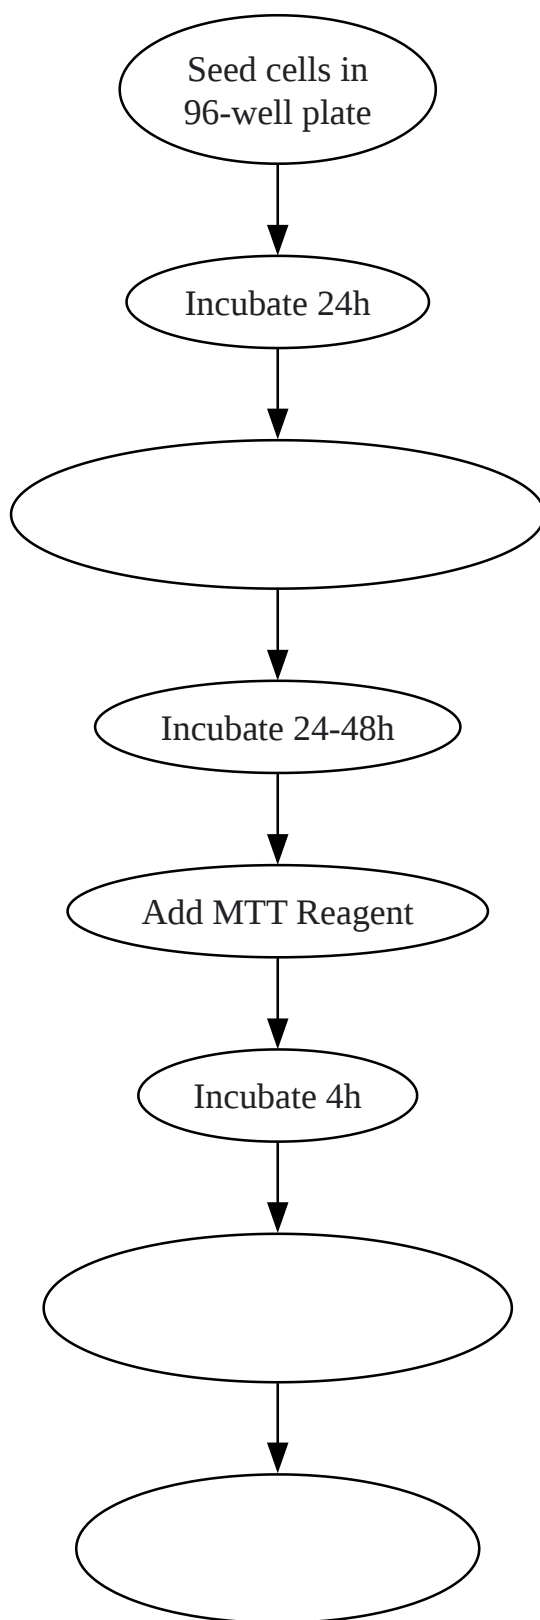 Seed cells in
96-well plate
Incubate 24h
Incubate 24-48h
Add MTT Reagent
Incubate 4h